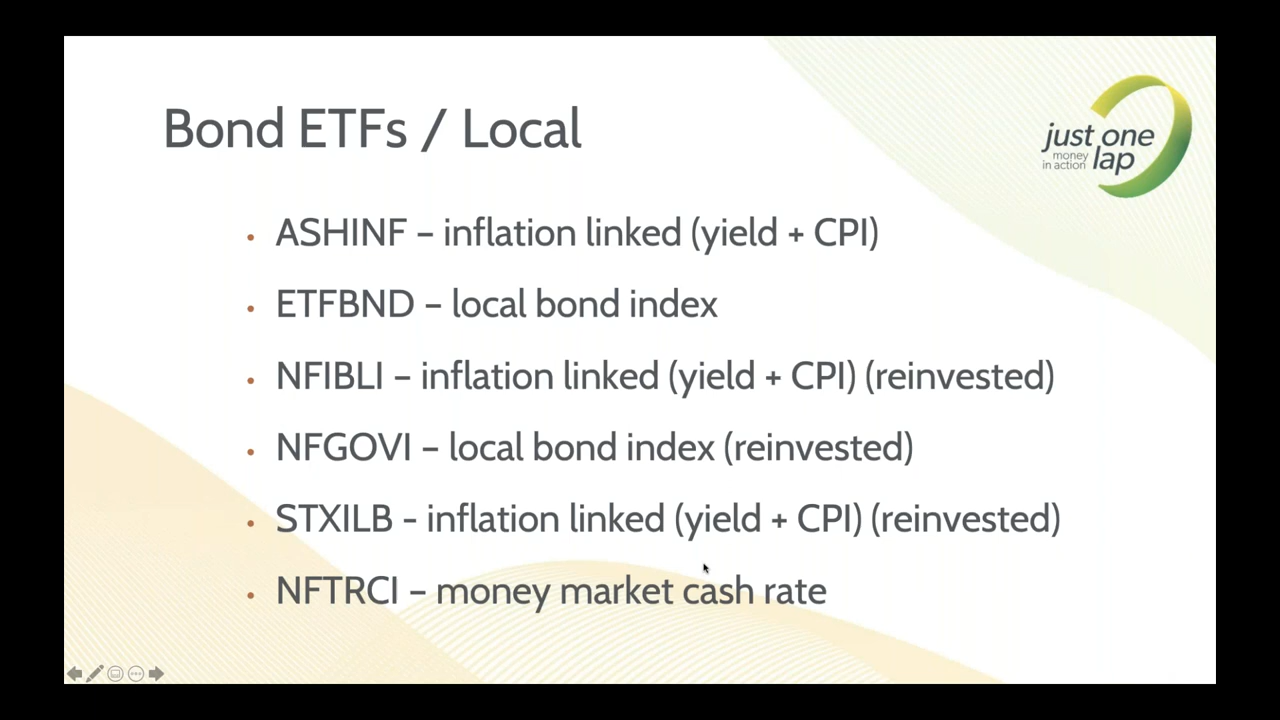 Bond ETFs / Local
just one
money
in action lap
• ASHINF – inflation linked (yield + CPI)
• ETFBND – local bond index
• NFIBLI – inflation linked (yield + CPI) (reinvested)
• NFGOVI – local bond index (reinvested)
• STXILB - inflation linked (yield + CPI) (reinvested)
• NFTRCI – money market cash rate